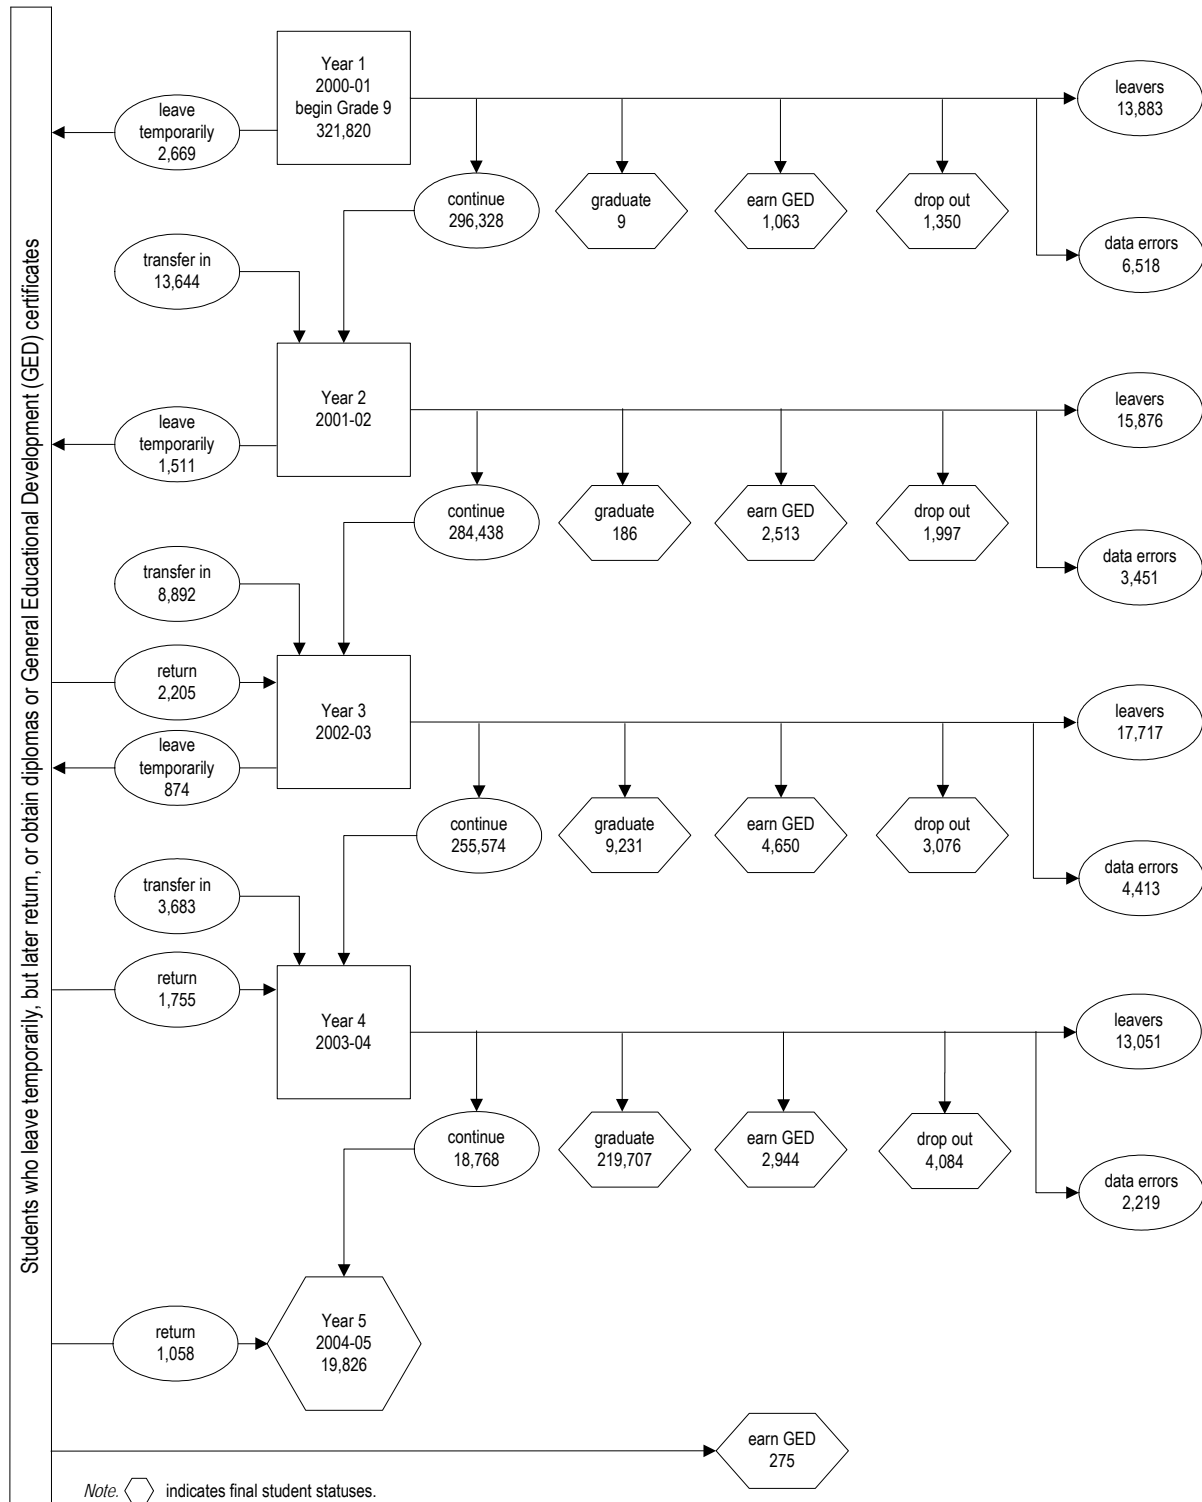 Students who leave temporarily, but later return, or obtain diplomas or General Educational Development (GED) certificates
Year 1
2000-01
begin Grade 9
321,820
leave
temporarily
2,669
leavers
13,883
continue
296,328
graduate
9
earn GED
1,063
drop out
1,350
data errors
6,518
transfer in
13,644
Year 2
2001-02
leave
temporarily
1,511
leavers
15,876
continue
284,438
graduate
186
earn GED
2,513
drop out
1,997
data errors
3,451
transfer in
8,892
return
2,205
Year 3
2002-03
leave
temporarily
874
leavers
17,717
continue
255,574
graduate
9,231
earn GED
4,650
drop out
3,076
data errors
4,413
transfer in
3,683
return
1,755
Year 4
2003-04
leavers
13,051
continue
18,768
graduate
219,707
earn GED
2,944
drop out
4,084
data errors
2,219
return
1,058
Year 5
2004-05
19,826
earn GED
275
Note. indicates final student statuses.